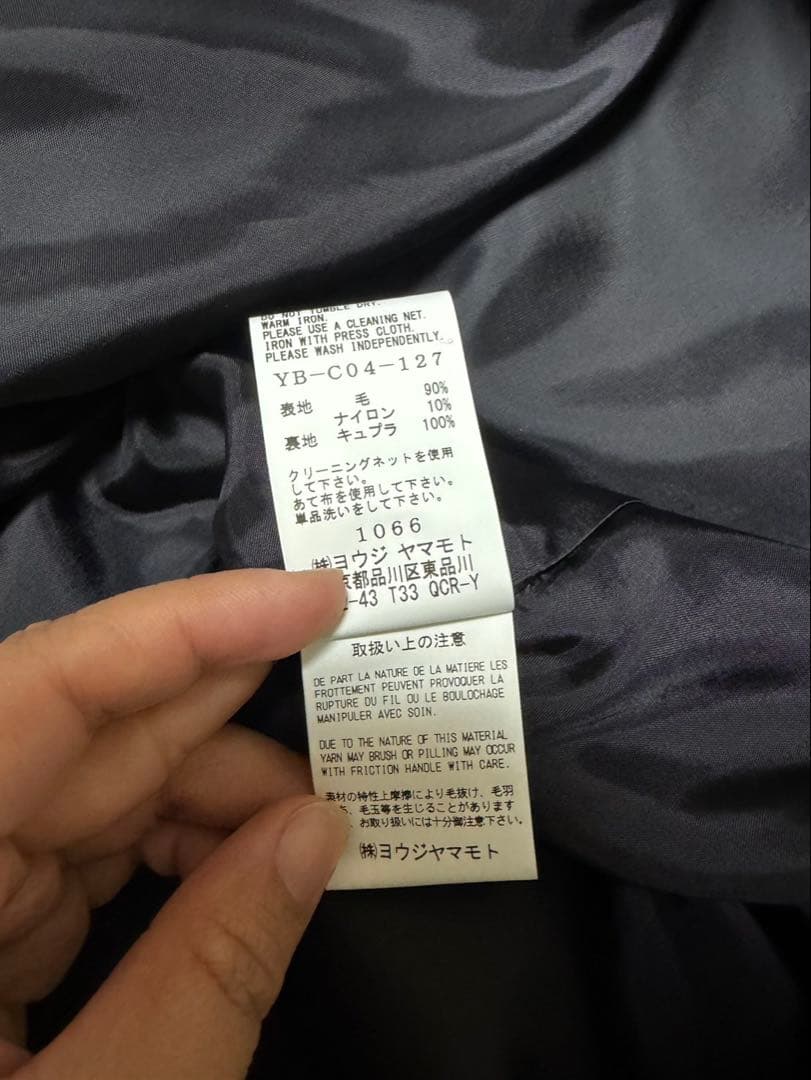 DO NOT TUMBLE DRY.
WARM IRON.
PLEASE USE A CLEANING NET.
IRON WITH PRESS CLOTH.
PLEASE WASH INDEPENDENTLY.
YB-C04-127
表地 毛 90%
ナイロン 10%
裏地 キュプラ 100%
クリーニングネットを使用
して下さい。
あて布を使用して下さい。
単品洗いをして下さい。
1066
㈱ヨウジ ヤマモト
京都品川区東品川
-43 T33 QCR-Y
取扱い上の注意
DE PART LA NATURE DE LA MATIERE LES
FROTTEMENT PEUVENT PROVOQUER LA
RUPTURE DU FIL OU LE BOULOCHAGE
MANIPULER AVEC SOIN.
DUE TO THE NATURE OF THIS MATERIAL
YARN MAY BRUSH OR PILLING MAY OCCUR
WITH FRICTION HANDLE WITH CARE.
素材の特性上摩擦により毛抜け、毛羽
ち、毛玉等を生じることがあります
、お取り扱いには十分御注意下さい。
㈱ヨウジヤマモト